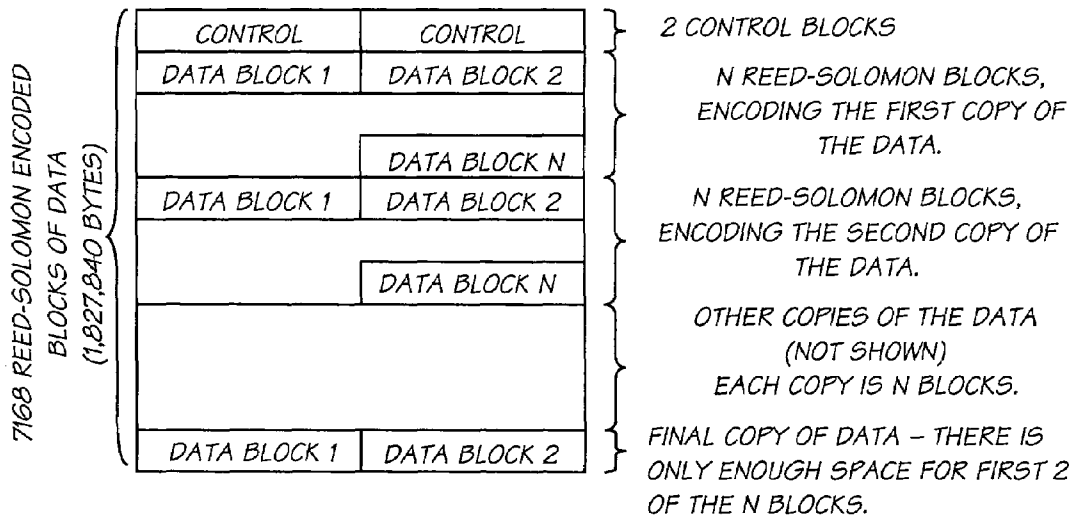 7168 REED-SOLOMON ENCODED
BLOCKS OF DATA
(1,827,840 BYTES)
CONTROL CONTROL
2 CONTROL BLOCKS
DATA BLOCK 1 DATA BLOCK 2
DATA BLOCK N
N REED-SOLOMON BLOCKS,
ENCODING THE FIRST COPY OF
THE DATA.
DATA BLOCK 1 DATA BLOCK 2
DATA BLOCK N
N REED-SOLOMON BLOCKS,
ENCODING THE SECOND COPY OF
THE DATA.
OTHER COPIES OF THE DATA
(NOT SHOWN)
EACH COPY IS N BLOCKS.
DATA BLOCK 1 DATA BLOCK 2
FINAL COPY OF DATA – THERE IS
ONLY ENOUGH SPACE FOR FIRST 2
OF THE N BLOCKS.